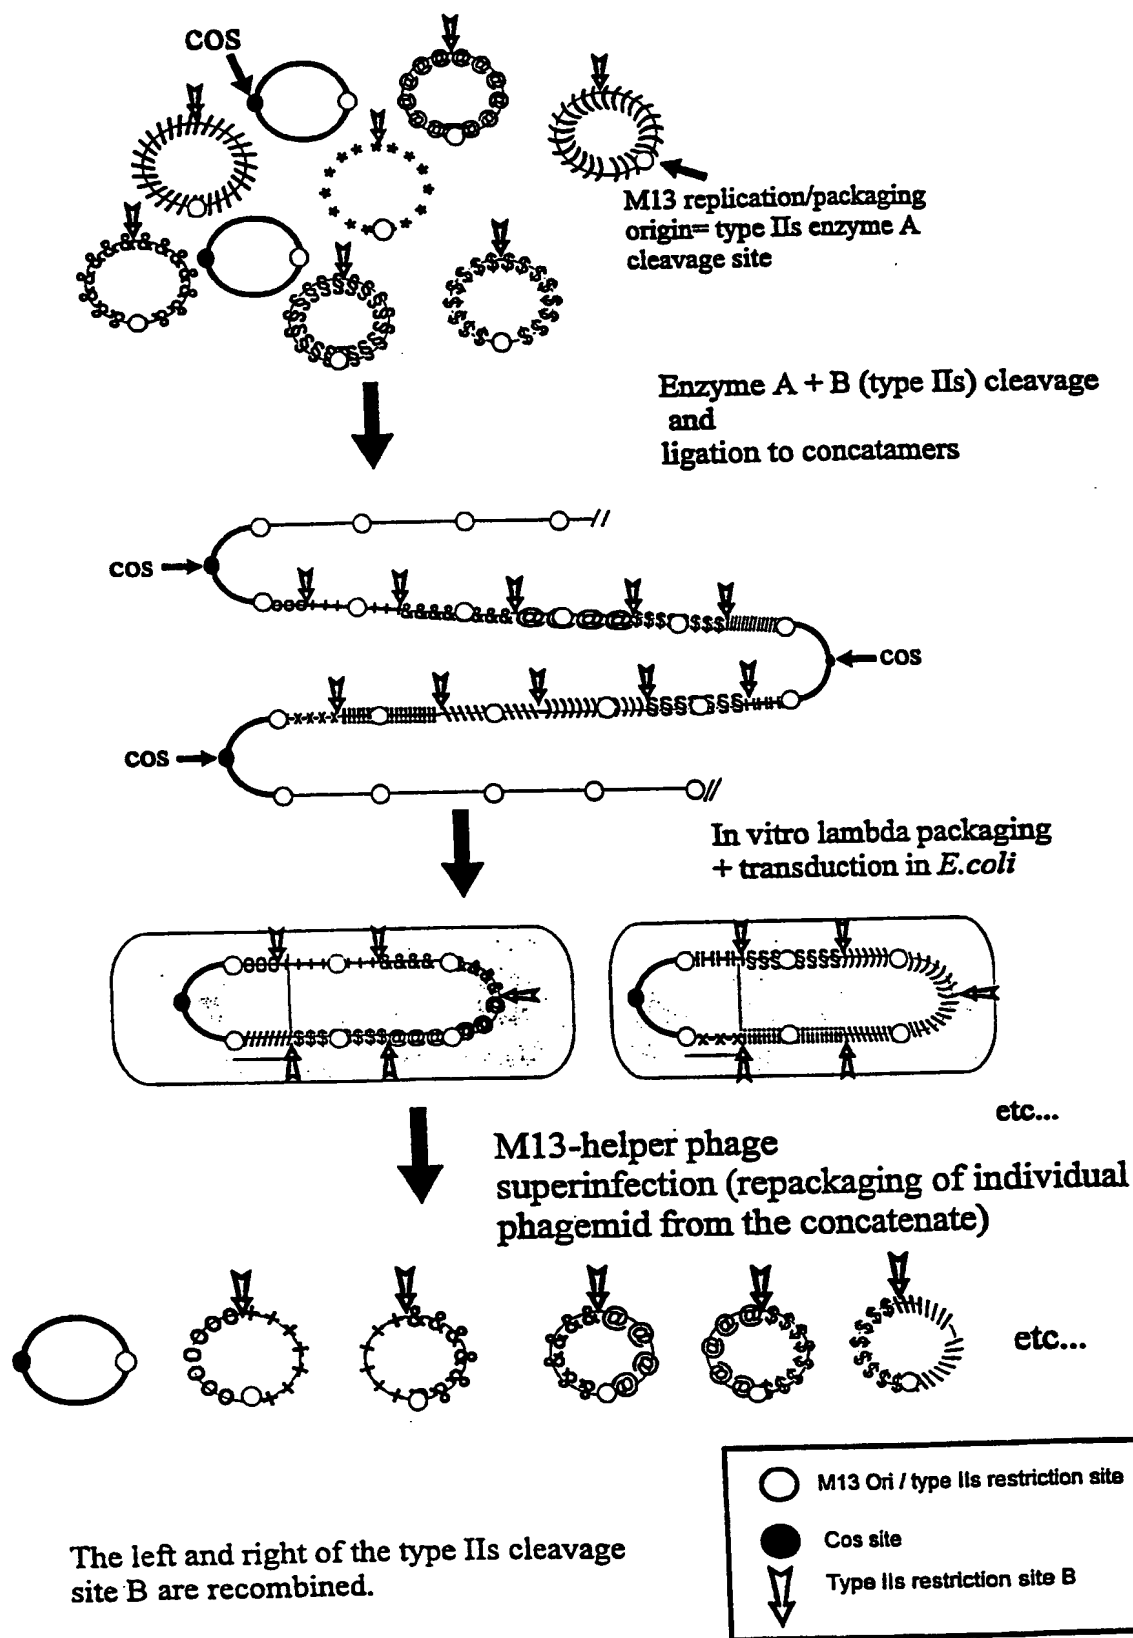 COS
M13 replication/packaging
origin= type IIs enzyme A
cleavage site
Enzyme A + B (type IIs) cleavage
and
ligation to concatamers
COS
COS
COS
In vitro lambda packaging
+ transduction in E.coli
etc...
M13-helper phage
superinfection (repackaging of individual
phagemid from the concatenate)
etc...
M13 Ori / type IIs restriction site
Cos site
Type IIs restriction site B
The left and right of the type IIs cleavage
site B are recombined.